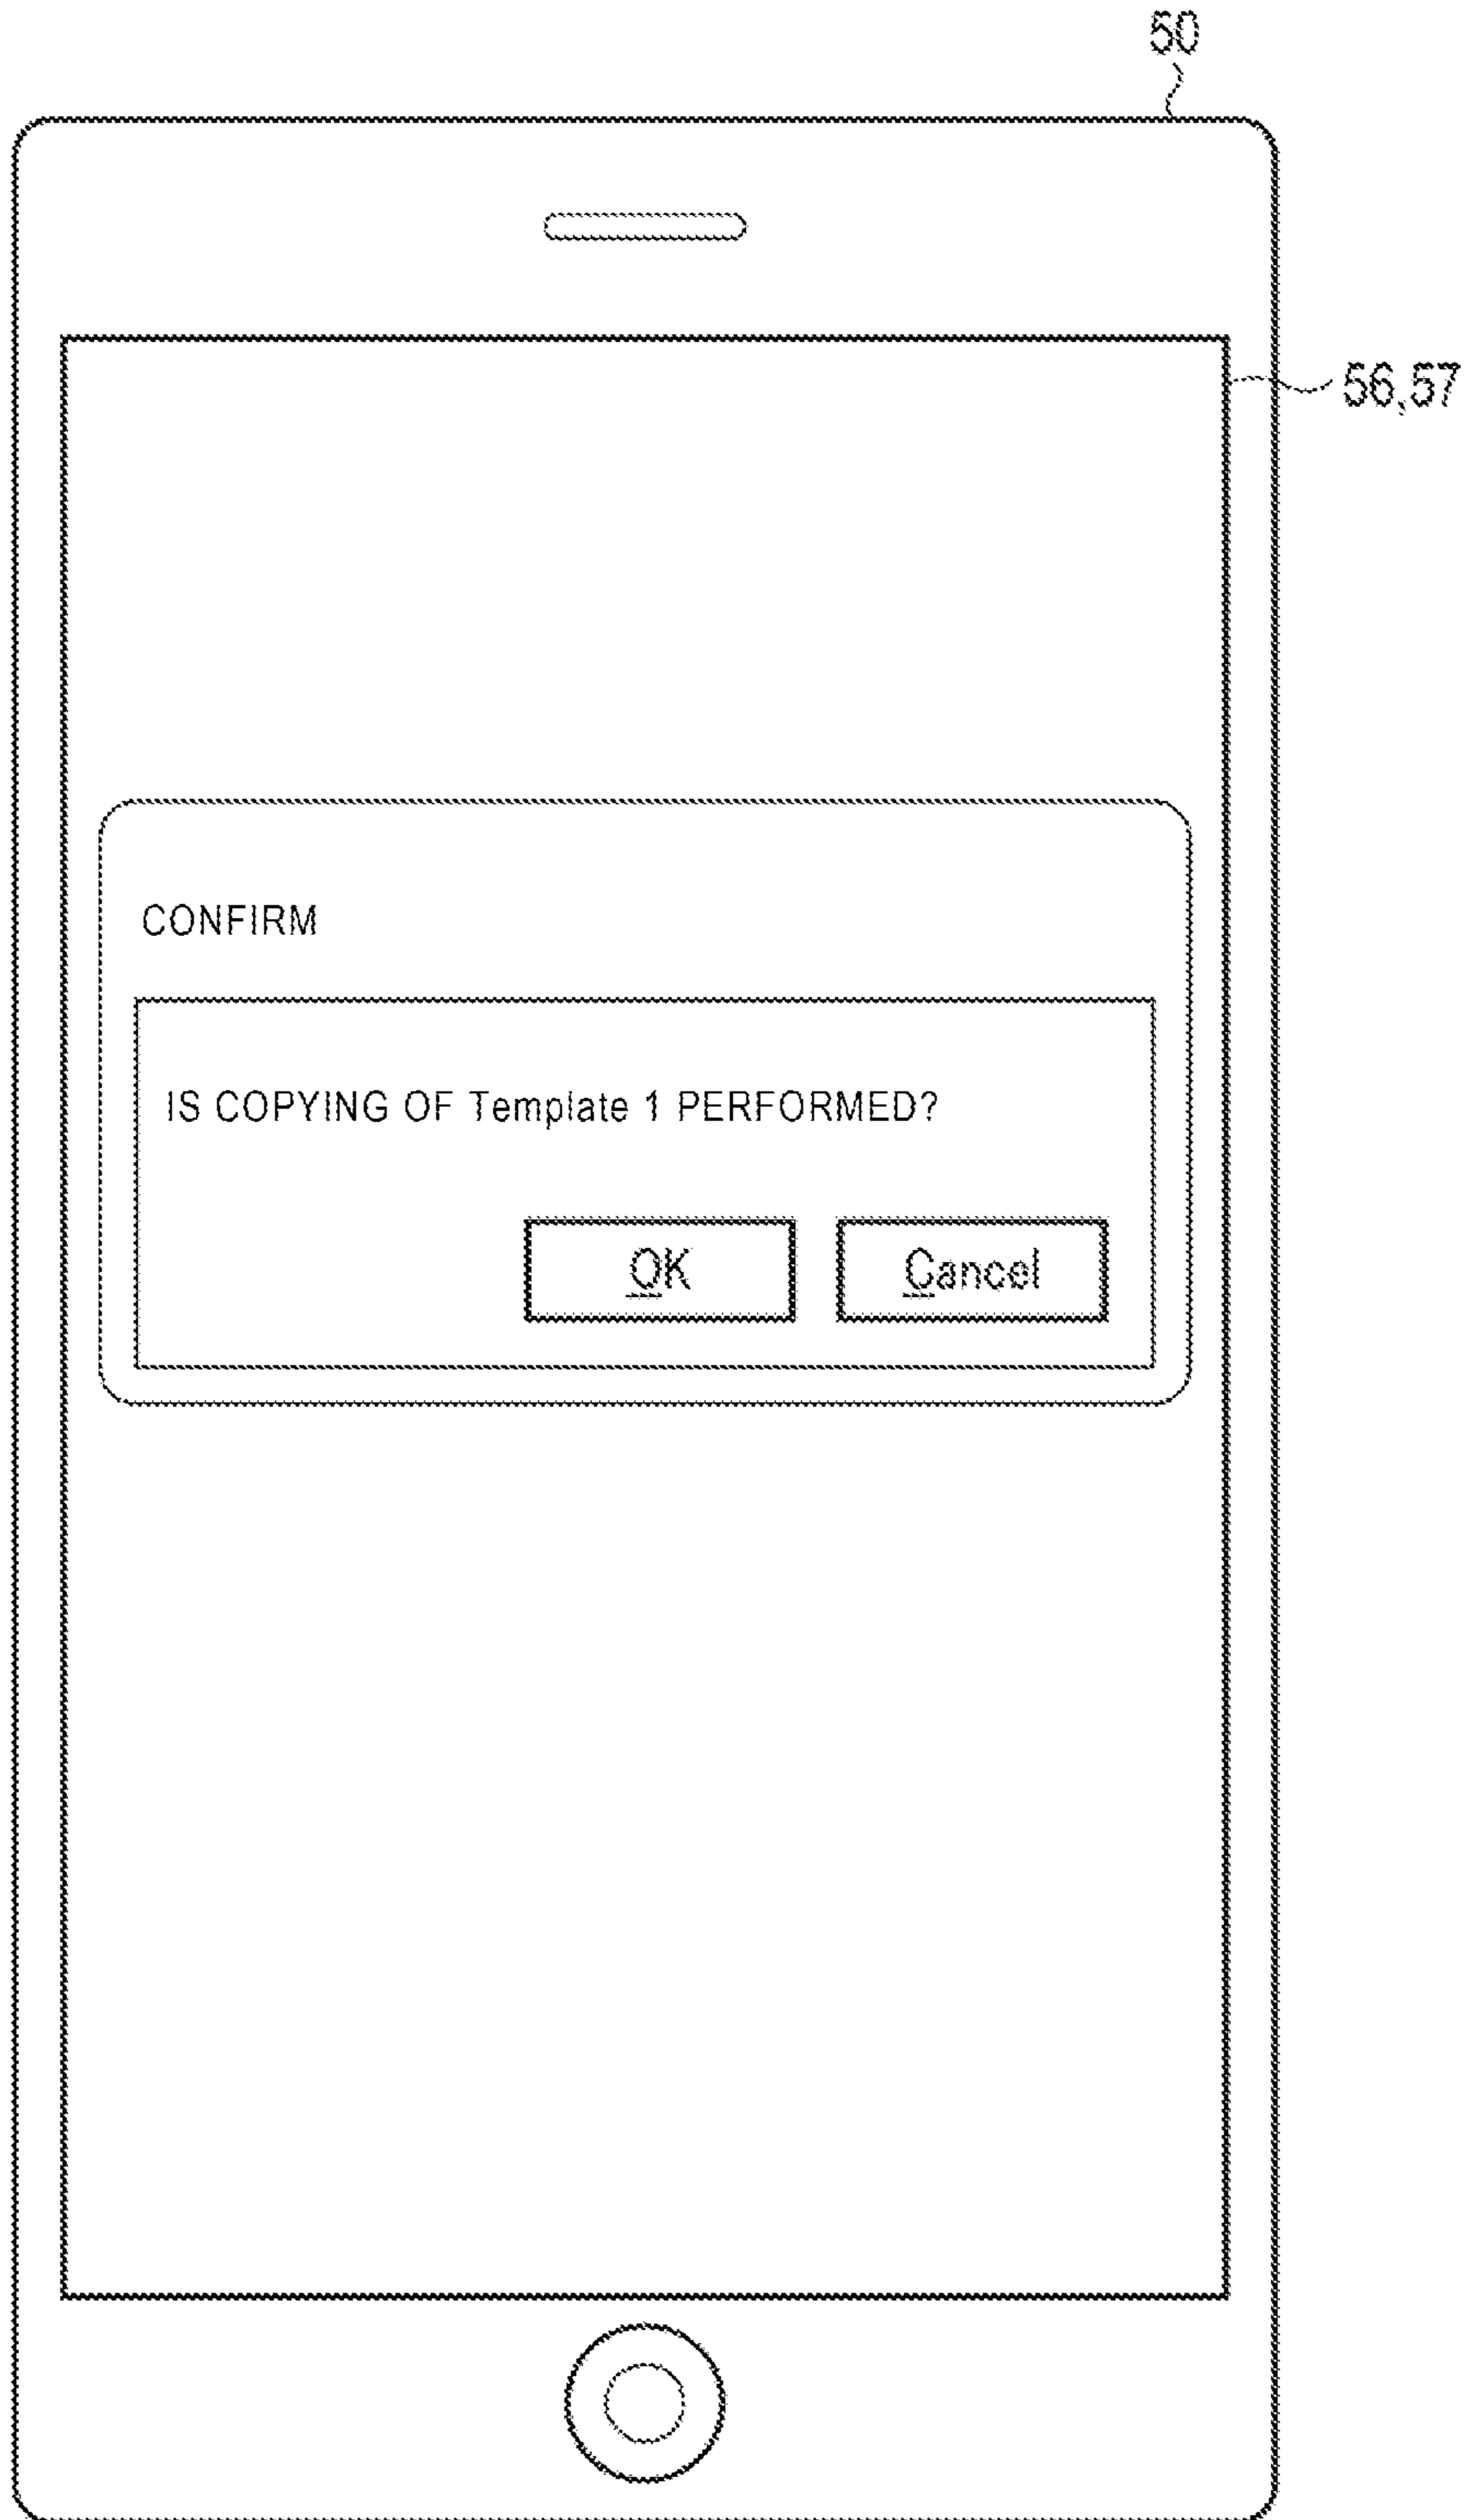 50
56,57
CONFIRM
IS COPYING OF Template 1 PERFORMED?
OK
Cancel